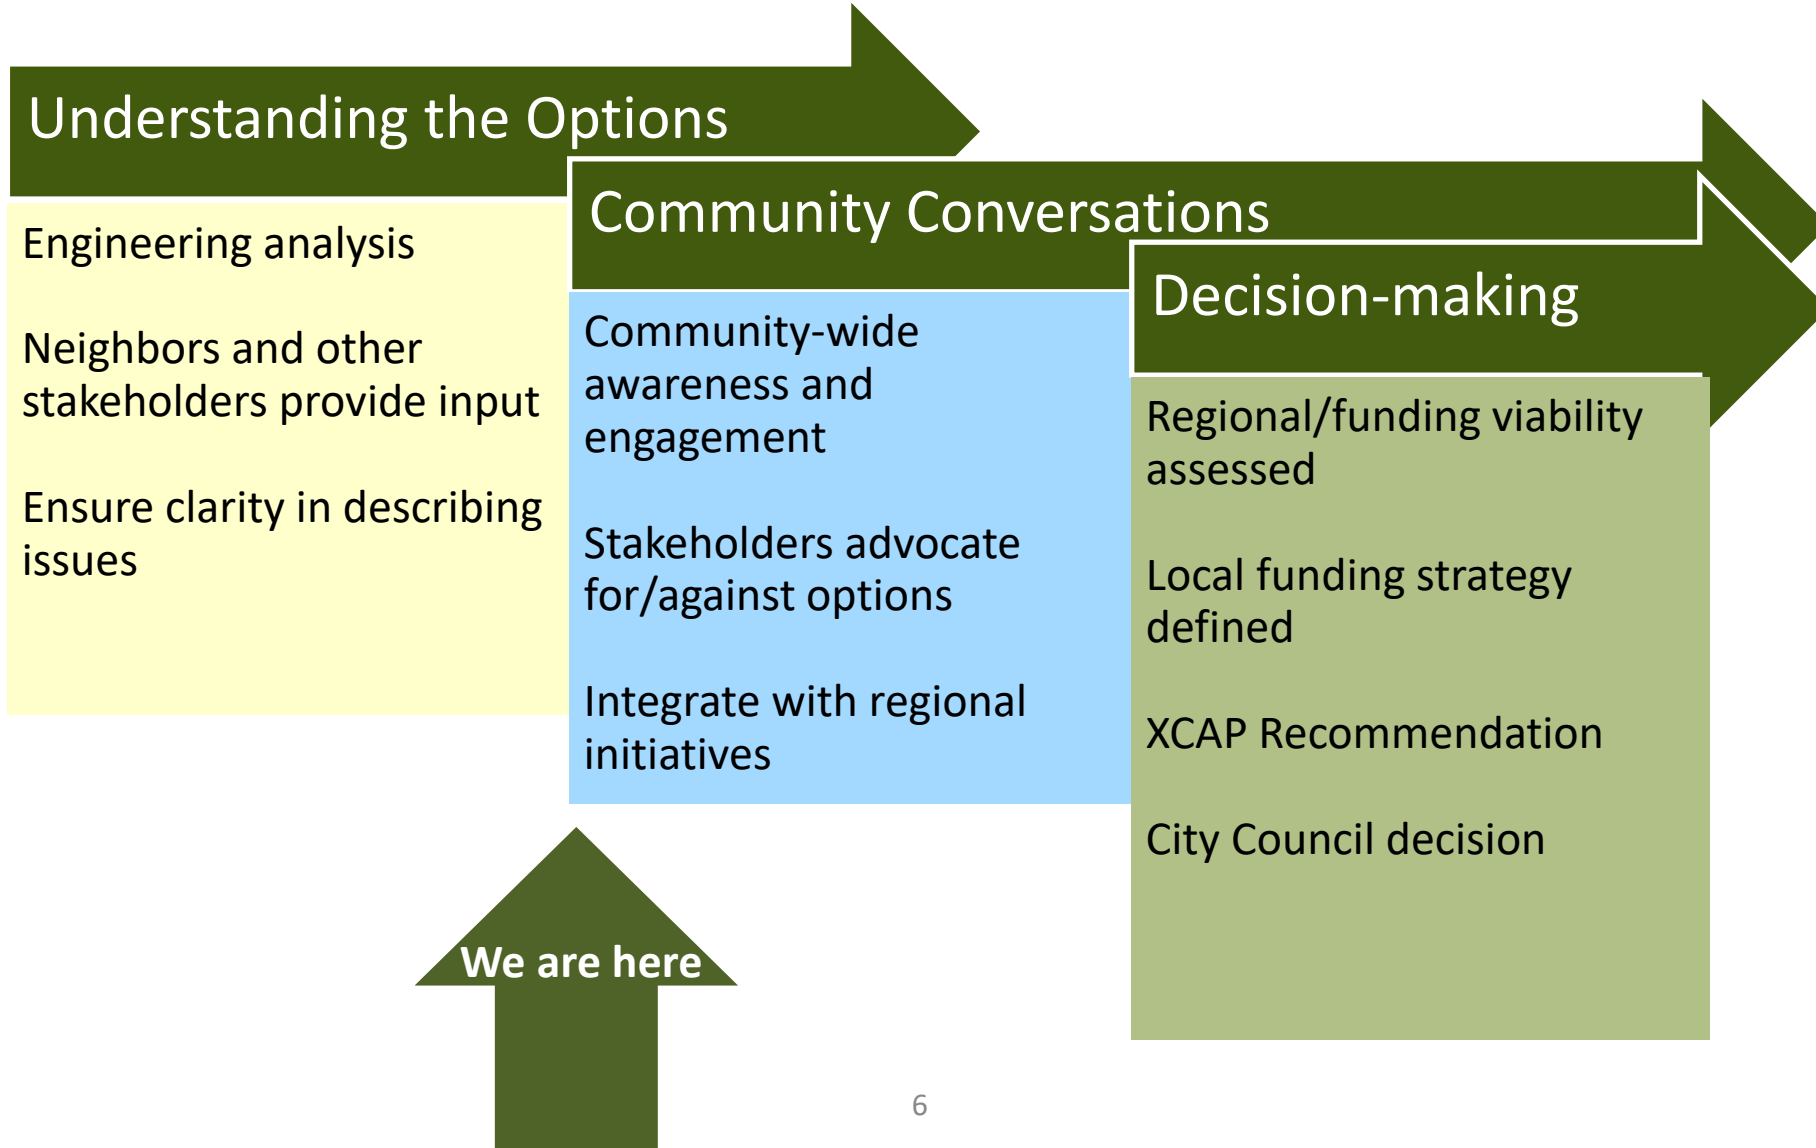 Understanding the Options
Engineering analysis
Neighbors and other
stakeholders provide input
Ensure clarity in describing
issues
Community Conversations
Community-wide
awareness and
engagement
Stakeholders advocate
for/against options
Integrate with regional
initiatives
Decision-making
Regional/funding viability
assessed
Local funding strategy
defined
XCAP Recommendation
City Council decision
We are here
6